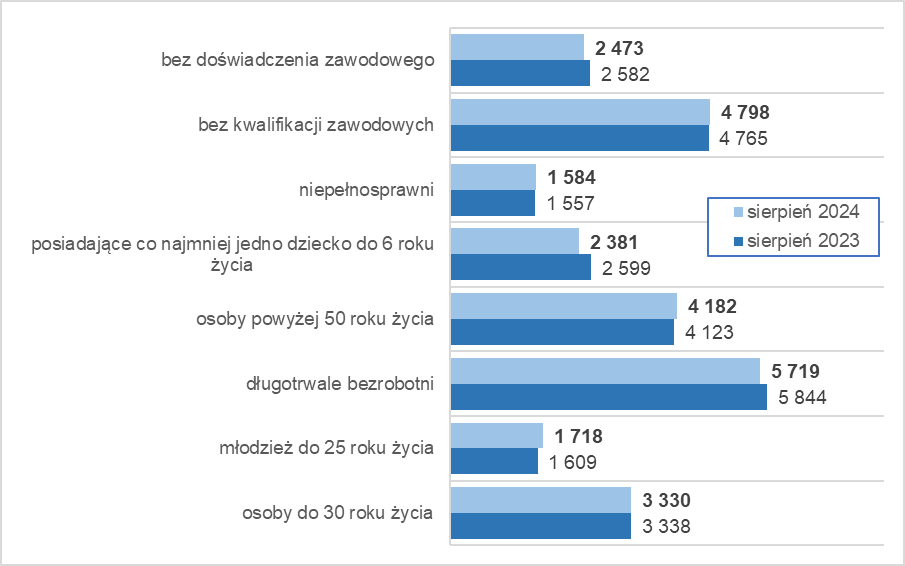 bez doświadczenia zawodowego
2 473
2 582
bez kwalifikacji zawodowych
4 798
4 765
niepełnosprawni
1 584
1 557
posiadające co najmniej jedno dziecko do 6 roku
życia
2 381
2 599
osoby powyżej 50 roku życia
4 182
4 123
długotrwale bezrobotni
5 719
5 844
młodzież do 25 roku życia
1 718
1 609
osoby do 30 roku życia
3 330
3 338
sierpień 2024
sierpień 2023